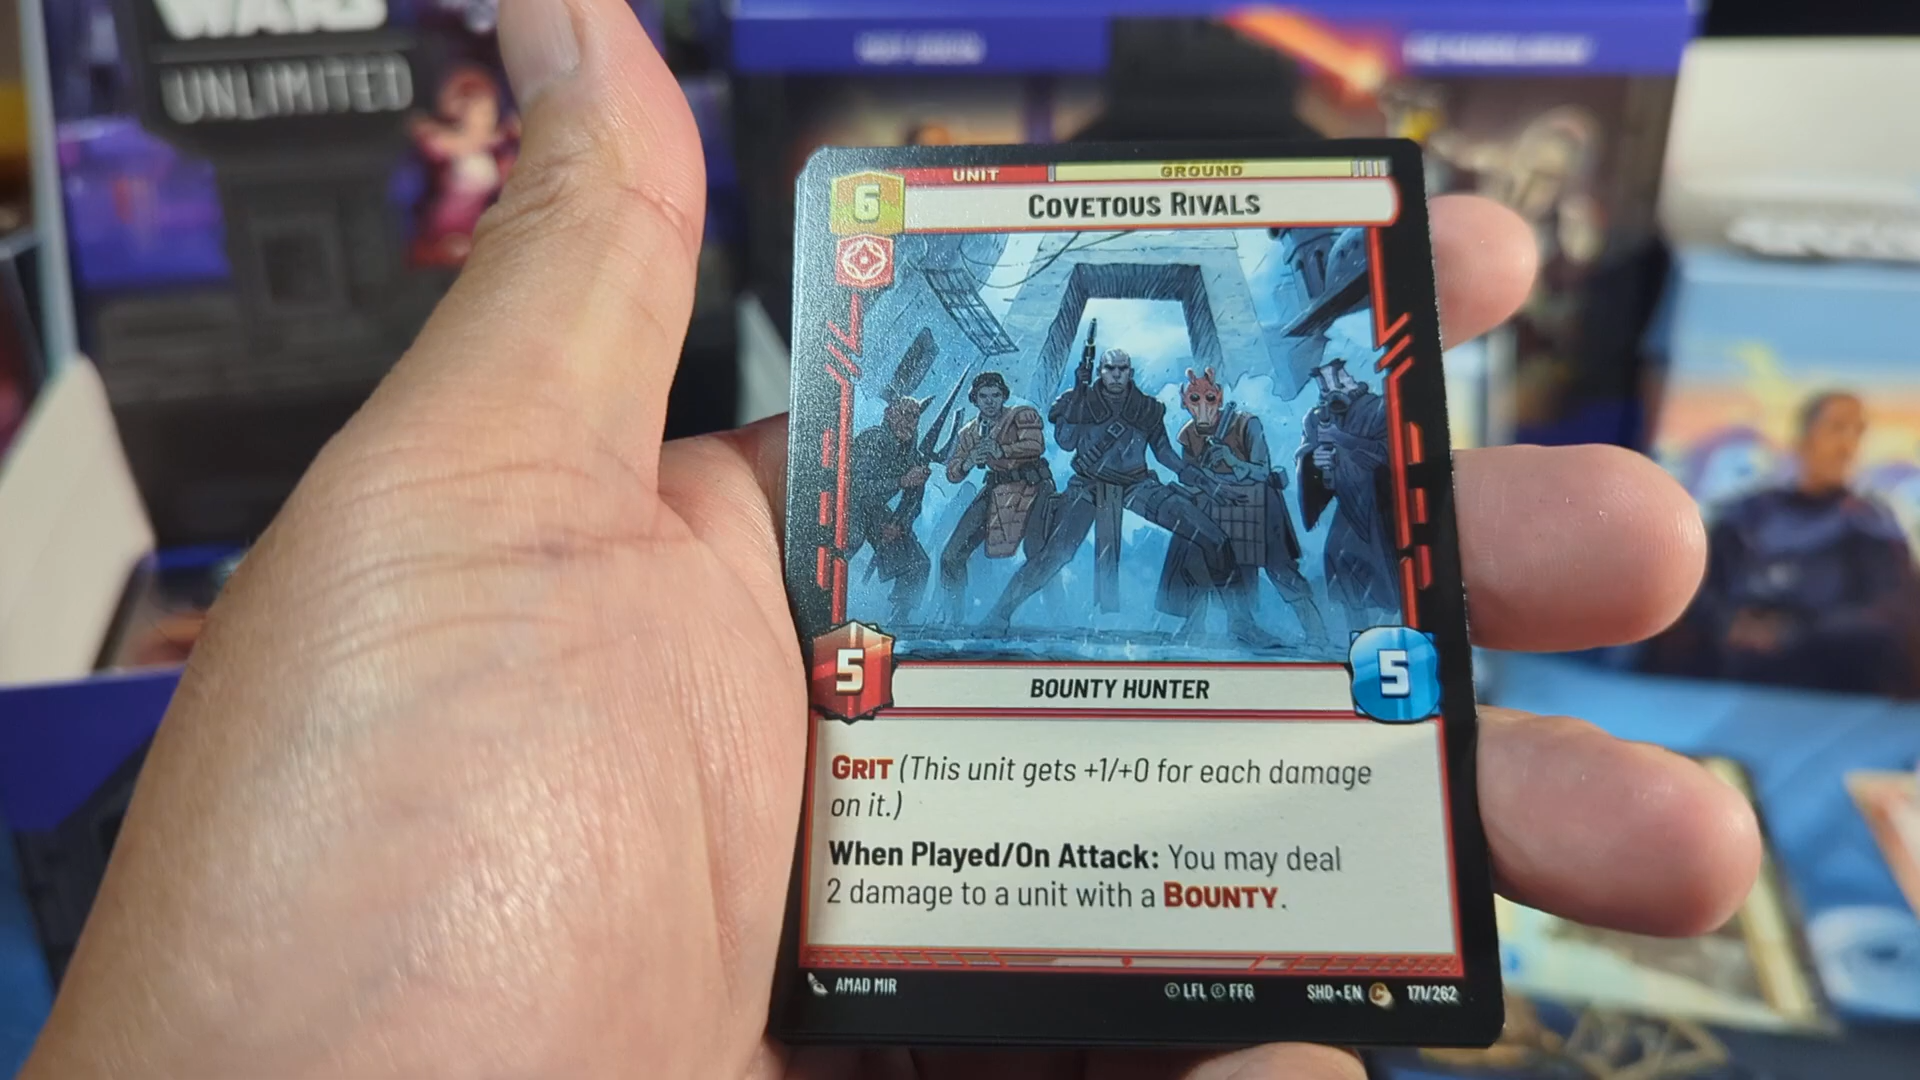 WARS
UNLIMITED
UNIT
GROUND
6
COVETOUS RIVALS
5
BOUNTY HUNTER
5
GRIT (This unit gets +1/+0 for each damage
on it.)
When Played/On Attack: You may deal
2 damage to a unit with a BOUNTY.
AMAD MIR
© LFL © FFG
SHD•EN C 171/262